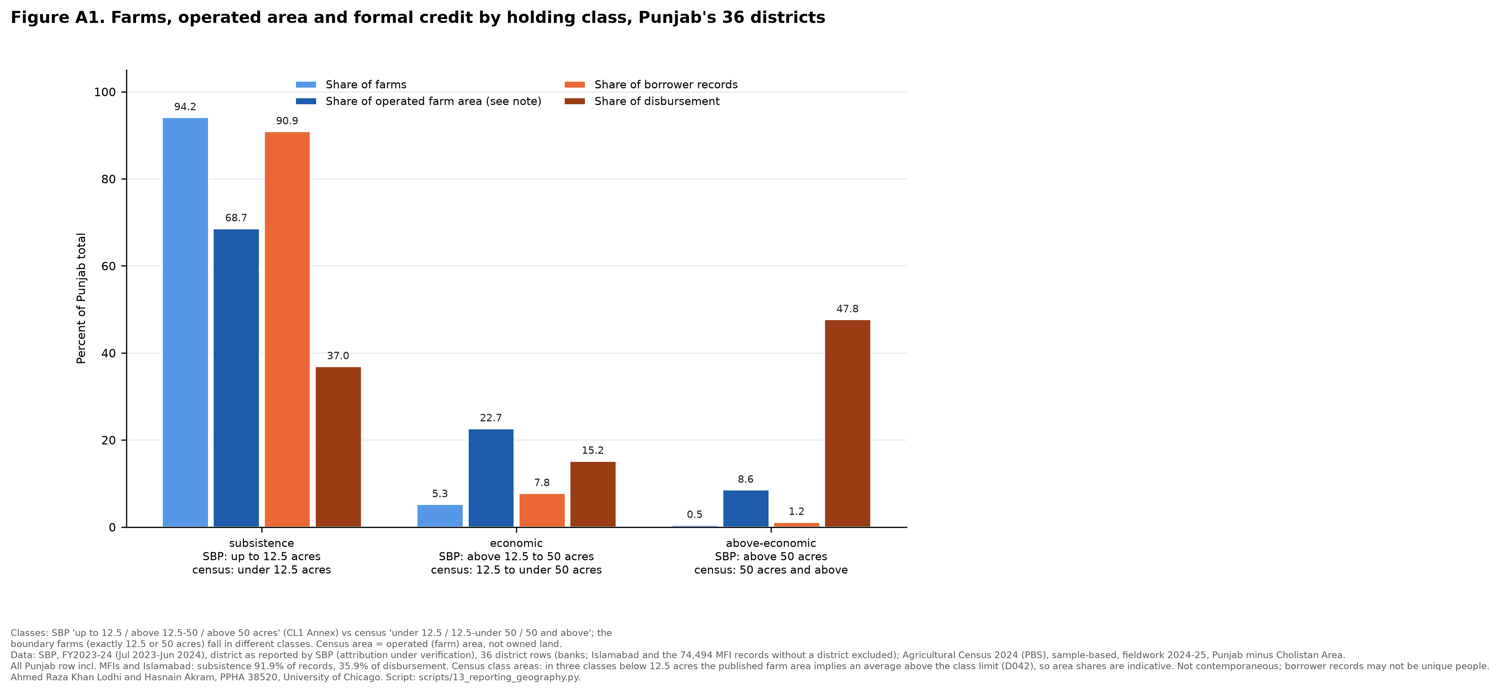 Figure A1. Farms, operated area and formal credit by holding class, Punjab's 36 districts
Share of farms
Share of operated farm area (see note)
Share of borrower records
Share of disbursement
Percent of Punjab total
100
80
60
40
20
0
94.2
68.7
90.9
37.0
5.3
22.7
7.8
15.2
0.5
8.6
1.2
47.8
subsistence
SBP: up to 12.5 acres
census: under 12.5 acres
economic
SBP: above 12.5 to 50 acres
census: 12.5 to under 50 acres
above-economic
SBP: above 50 acres
census: 50 acres and above
Classes: SBP 'up to 12.5 / above 12.5-50 / above 50 acres' (CL1 Annex) vs census 'under 12.5 / 12.5-under 50 / 50 and above'; the
boundary farms (exactly 12.5 or 50 acres) fall in different classes. Census area = operated (farm) area, not owned land.
Data: SBP, FY2023-24 (Jul 2023-Jun 2024), district as reported by SBP (attribution under verification), 36 district rows (banks; Islamabad and the 74,494 MFI records without a district excluded); Agricultural Census 2024 (PBS), sample-based, fieldwork 2024-25, Punjab minus Cholistan Area.
All Punjab row incl. MFIs and Islamabad: subsistence 91.9% of records, 35.9% of disbursement. Census class areas: in three classes below 12.5 acres the published farm area implies an average above the class limit (D042), so area shares are indicative. Not contemporaneous; borrower records may not be unique people.
Ahmed Raza Khan Lodhi and Hasnain Akram, PPHA 38520, University of Chicago. Script: scripts/13_reporting_geography.py.